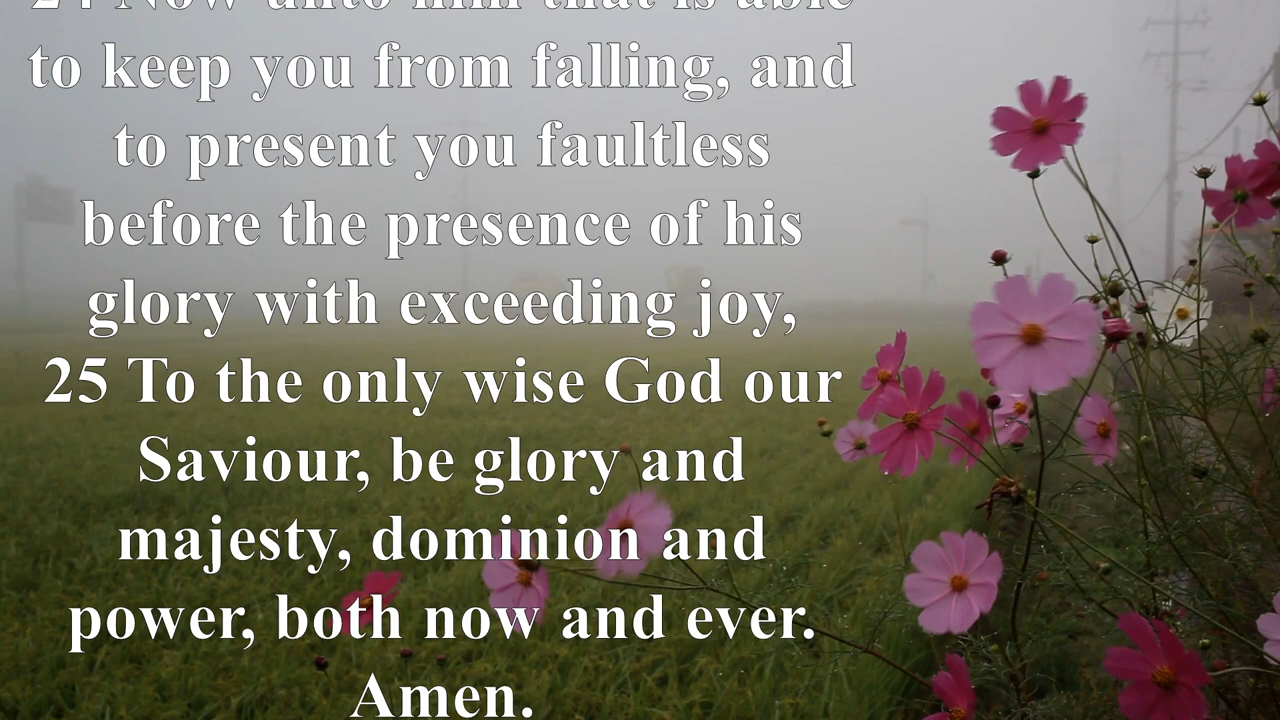 24 Now unto him that is able
to keep you from falling, and
to present you faultless
before the presence of his
glory with exceeding joy,
25 To the only wise God our
Saviour, be glory and
majesty, dominion and
power, both now and ever.
Amen.